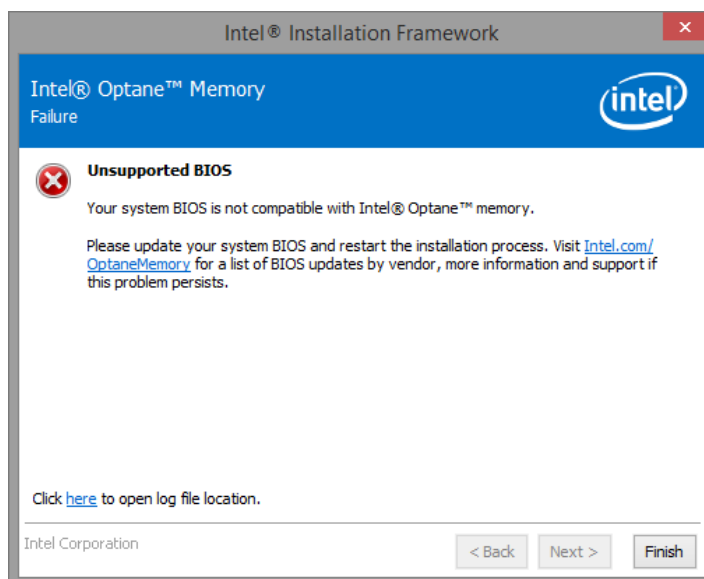 Intel® Installation Framework
Intel® Optane™ Memory
Failure
intel®
Unsupported BIOS
Your system BIOS is not compatible with Intel® Optane™ memory.
Please update your system BIOS and restart the installation process. Visit Intel.com/
OptaneMemory for a list of BIOS updates by vendor, more information and support if
this problem persists.
Click here to open log file location.
Intel Corporation
< Back Next > Finish